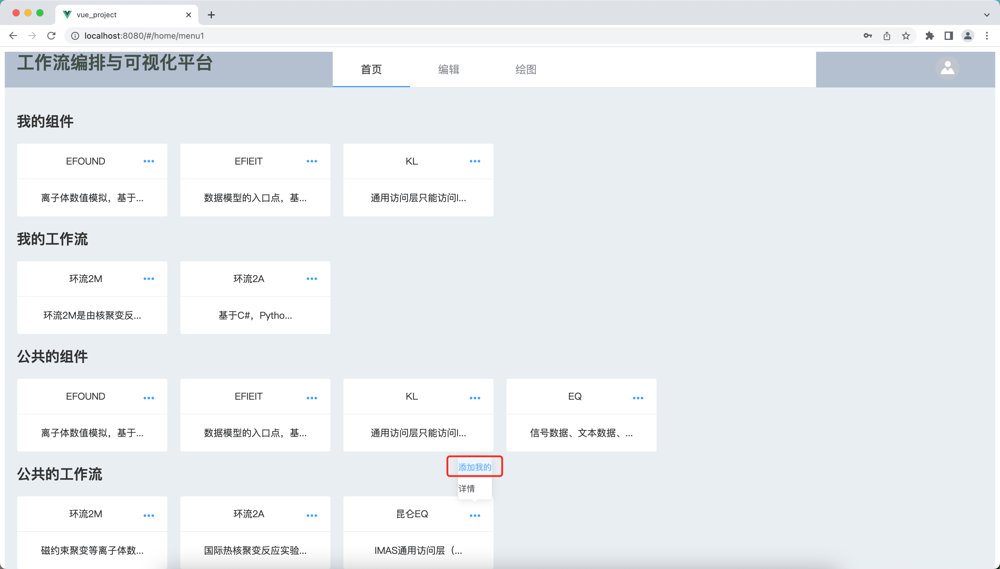 vue_project
localhost:8080/#/home/menu1
工作流编排与可视化平台
首页 编辑 绘图
我的组件
EFOUND EFIEIT KL
离子体数值模拟，基于... 数据模型的入口点，基... 通用访问层只能访问I...
我的工作流
环流2M 环流2A
环流2M是由核聚变反... 基于C#，Pytho...
公共的组件
EFOUND EFIEIT KL EQ
离子体数值模拟，基于... 数据模型的入口点，基... 通用访问层只能访问I... 信号数据、文本数据、...
添加我的
公共的工作流
详情
环流2M 环流2A 昆仑EQ
磁约束聚变等离子体数... 国际热核聚变反应实验... IMAS通用访问层（...